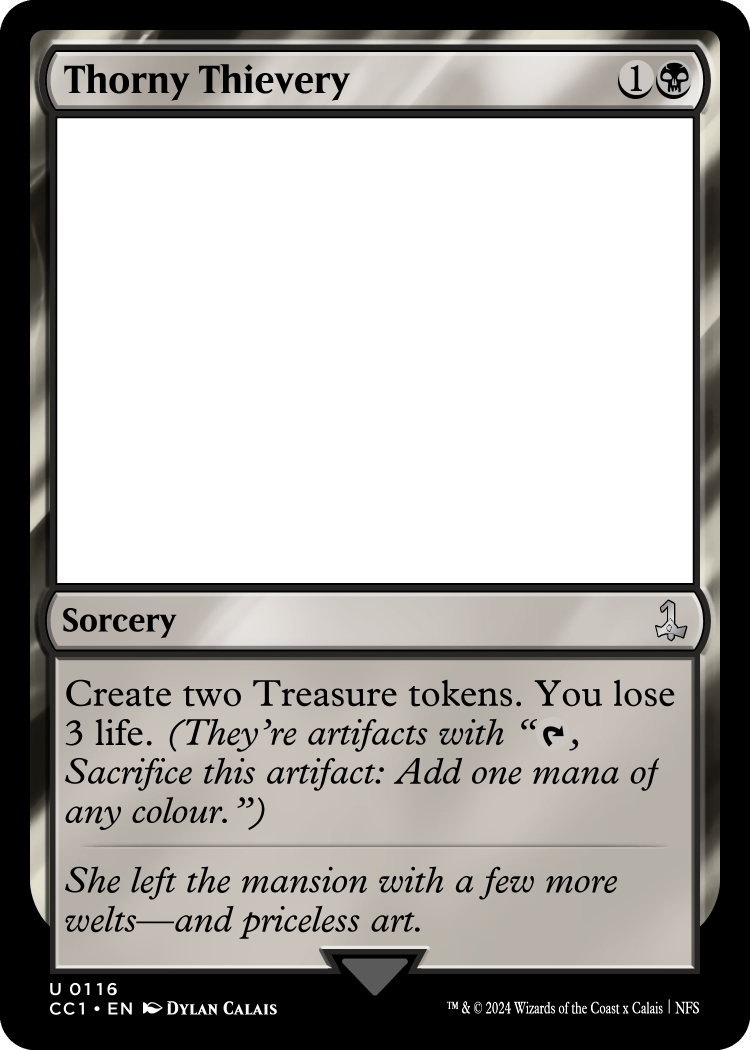 Thorny Thievery 1
Sorcery
Create two Treasure tokens. You lose
3 life. (They're artifacts with “,
Sacrifice this artifact: Add one mana of
any colour.”)
She left the mansion with a few more
welts—and priceless art.
U 0116
CC1 • EN DYLAN CALAIS
™ & © 2024 Wizards of the Coast x Calais | NFS